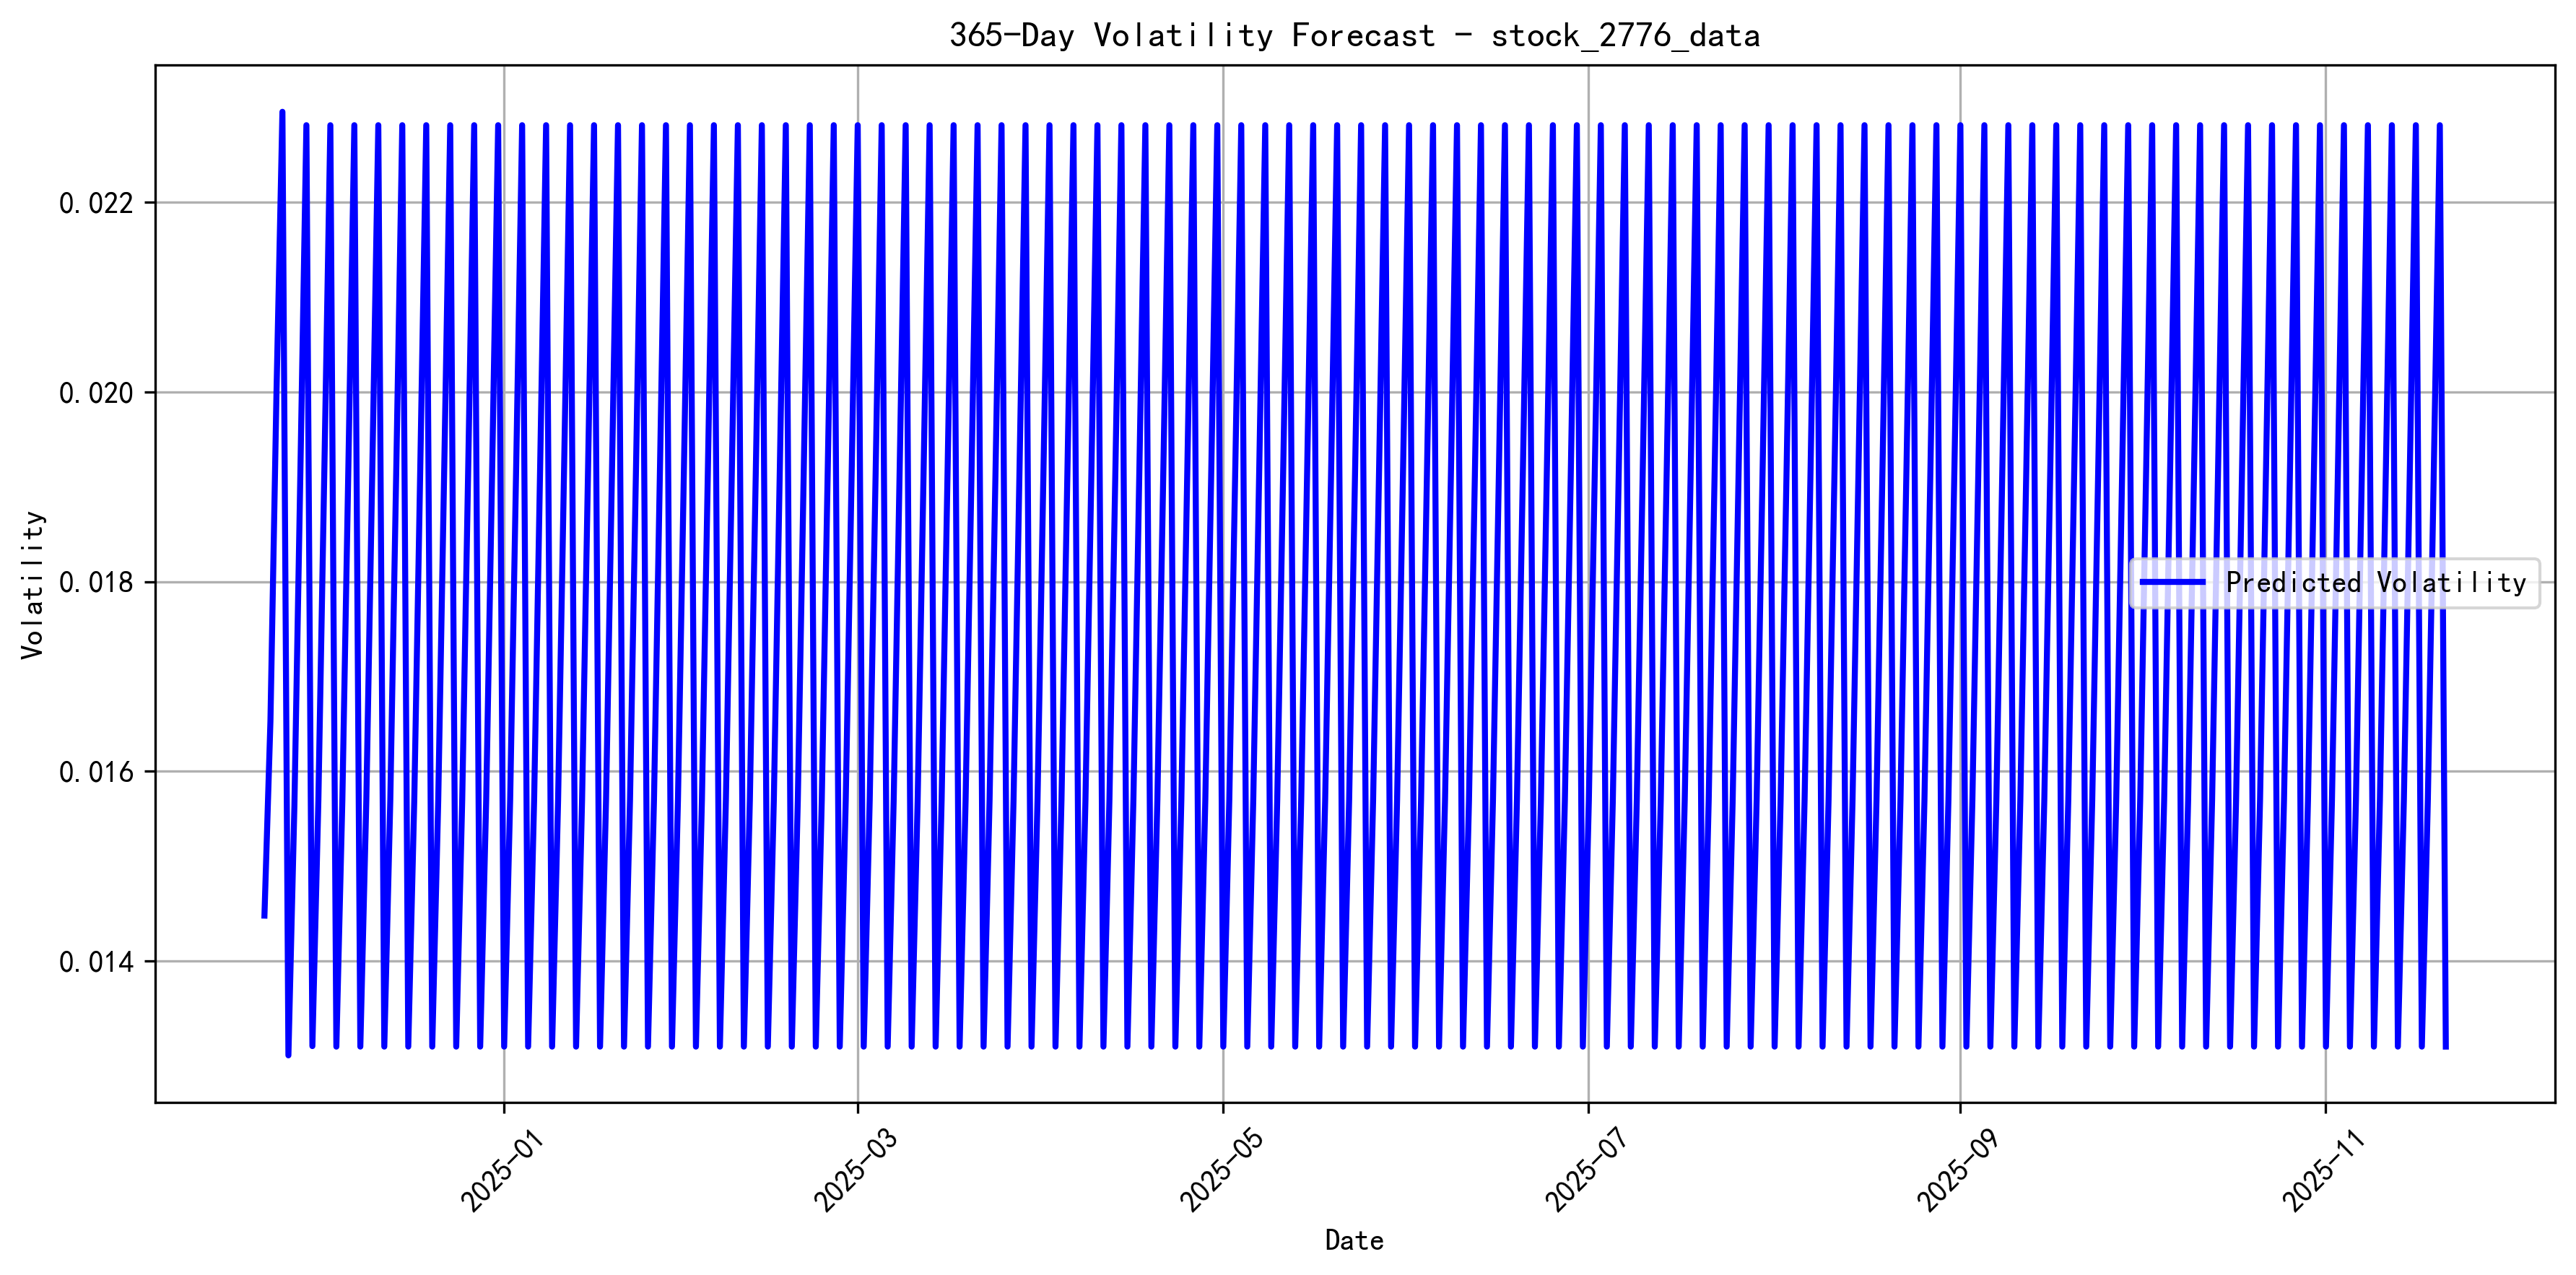 365-Day Volatility Forecast - stock_2776_data
Volatility
0.022
0.020
0.018
0.016
0.014
Predicted Volatility
2025-01
2025-03
2025-05
2025-07
2025-09
2025-11
Date